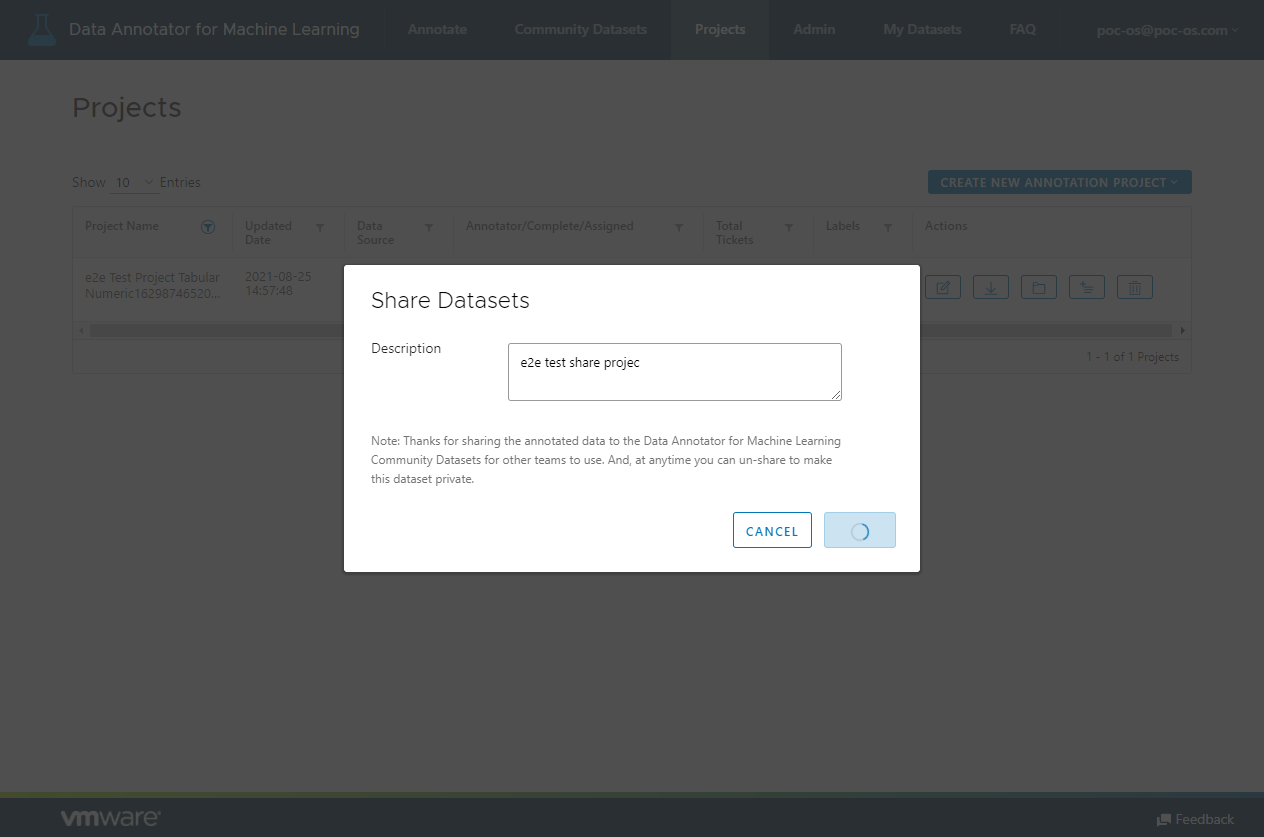 Data Annotator for Machine Learning
Annotate
Community Datasets
Projects
Admin
My Datasets
FAQ
poc-os@poc-os.com
Projects
Show 10 Entries
CREATE NEW ANNOTATION PROJECT
Project Name
Updated
Date
Data
Source
Annotator/Complete/Assigned
Total
Tickets
Labels
Actions
e2e Test Project Tabular
Numeric16298746520...
2021-08-25
14:57:48
1 - 1 of 1 Projects
Share Datasets
Description
e2e test share projec
Note: Thanks for sharing the annotated data to the Data Annotator for Machine Learning
Community Datasets for other teams to use. And, at anytime you can un-share to make
this dataset private.
CANCEL
vmware
Feedback